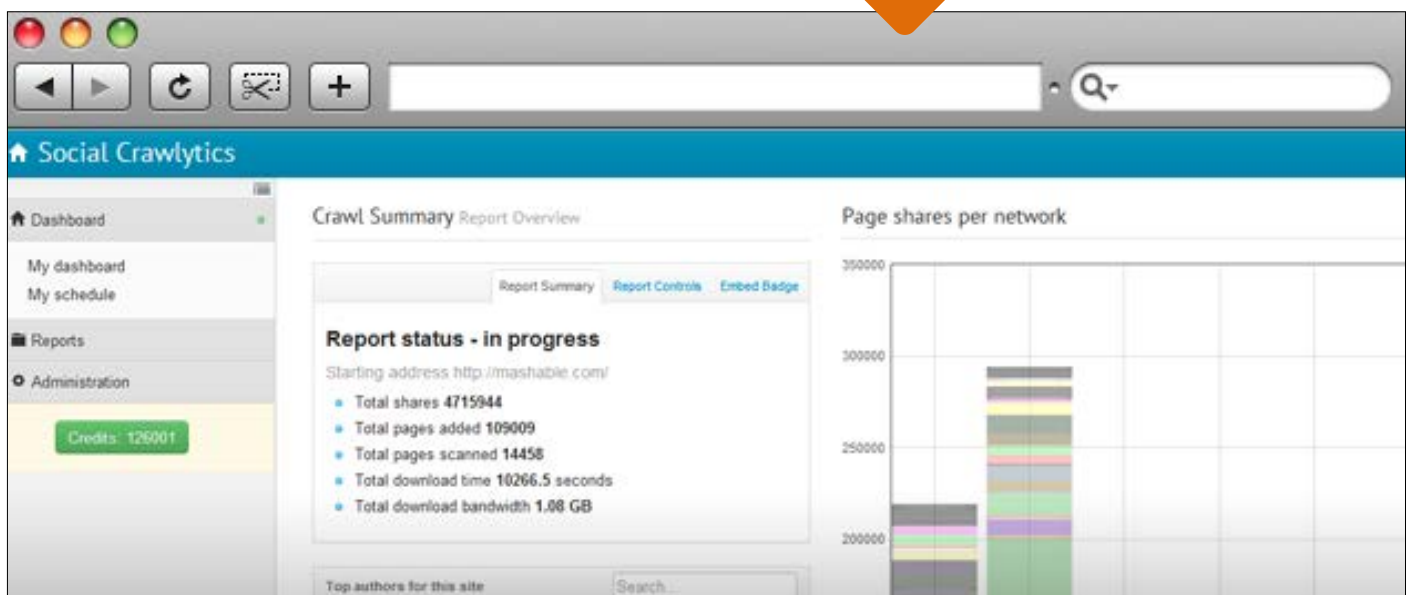 Social Crawlytics
Dashboard
My dashboard
My schedule
Reports
Administration
Credits: 126001
Crawl Summary Report Overview
Report Summary Report Controls Embed Badge
Report status - in progress
Starting address http://mashable.com/
Total shares 4715944
Total pages added 109009
Total pages scanned 14458
Total download time 10266.5 seconds
Total download bandwidth 1.08 GB
Top authors for this site
Search...
Page shares per network
350000
300000
250000
200000